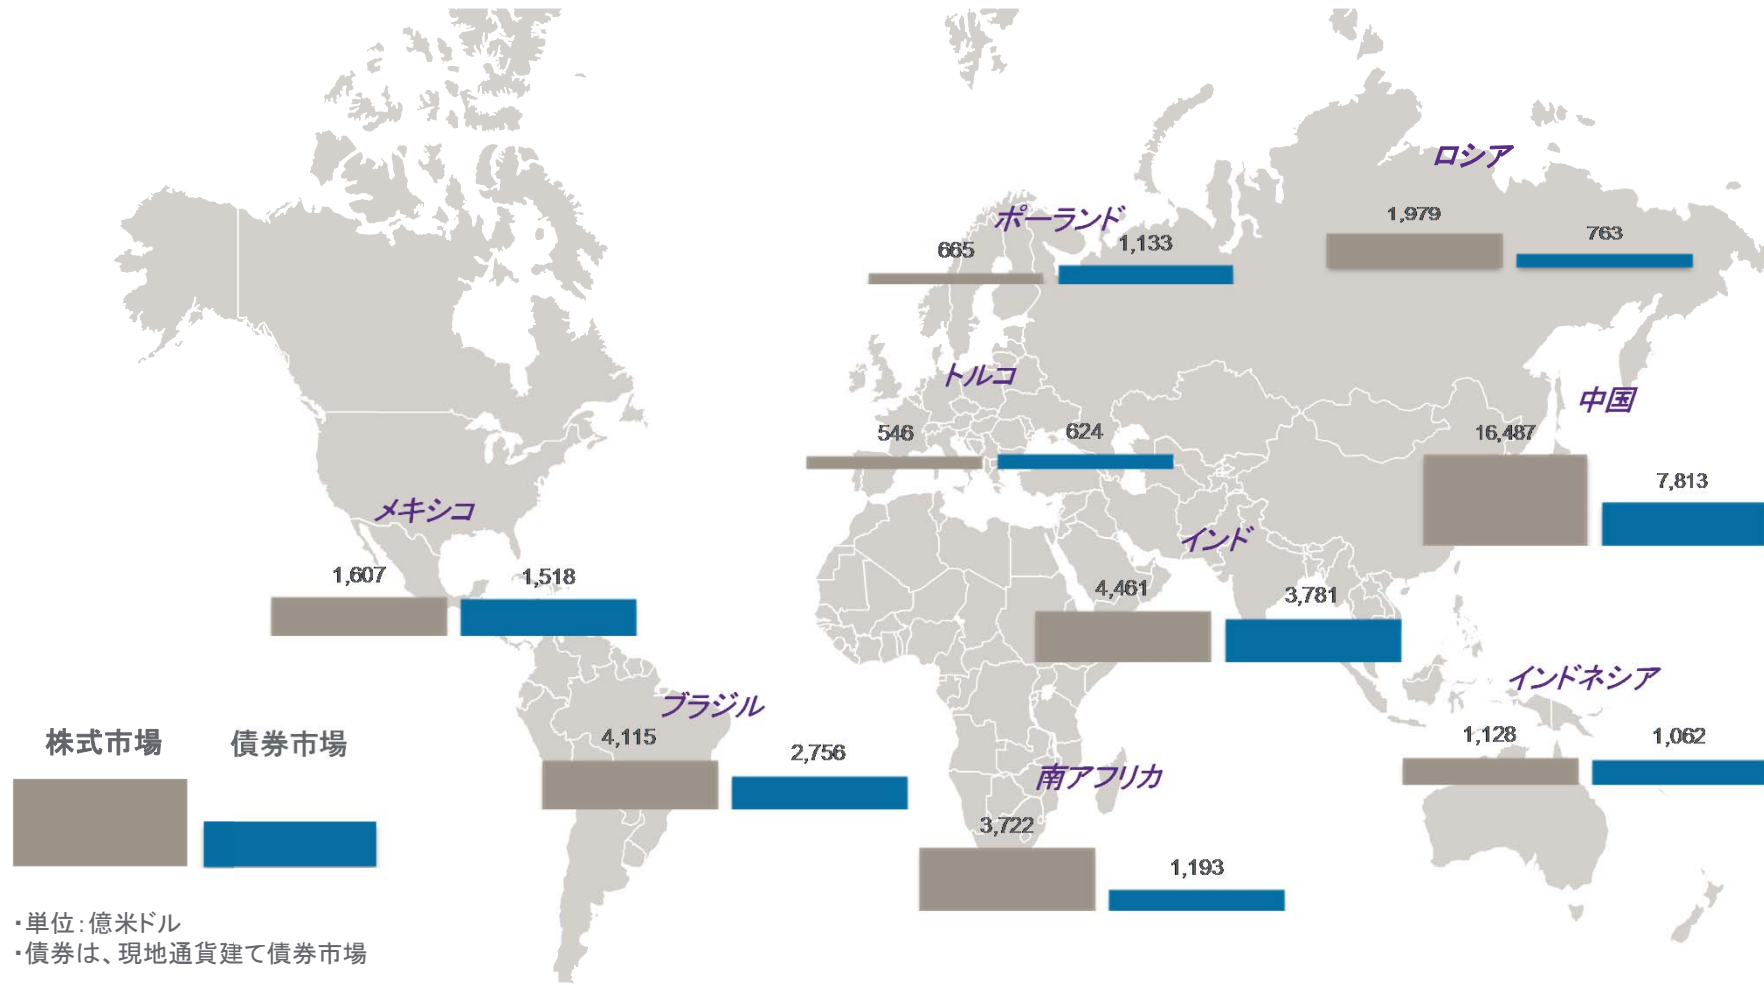 ロシア
1,979
763
ポーランド
665
1,133
トルコ
546
624
中国
16,487
7,813
メキシコ
1,607
1,518
インド
4,461
3,781
インドネシア
1,128
1,062
ブラジル
4,115
2,756
南アフリカ
3,722
1,193
株式市場
債券市場
・単位：億米ドル
・債券は、現地通貨建て債券市場